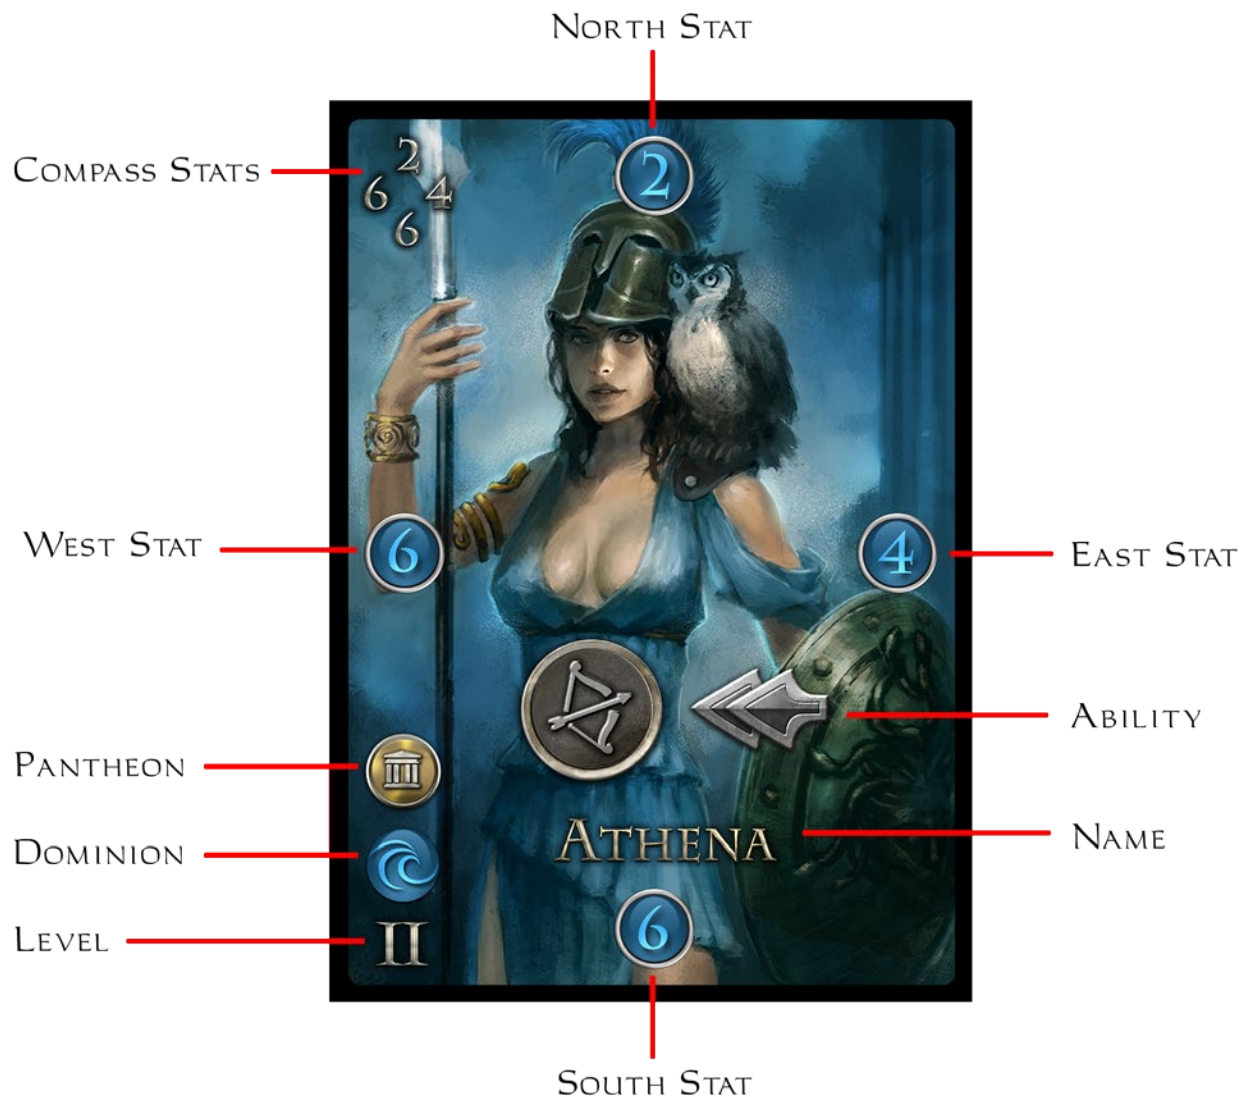 North Stat
Compass Stats
2
6 4
6
2
West Stat
6
4
East Stat
Ability
Pantheon
Athena
Name
Dominion
Level
II
6
South Stat